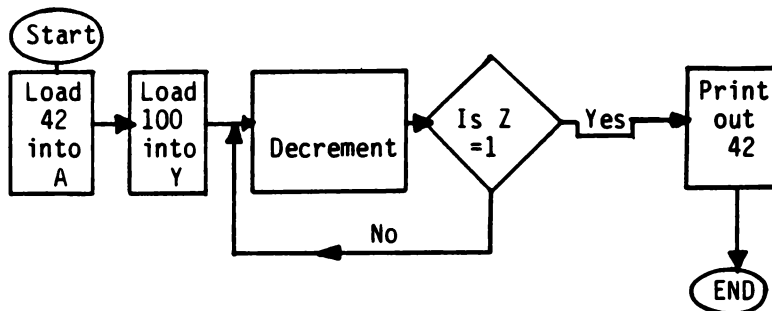 Start
Load
42
into
A
Load
100
into
Y
Decrement
Is Z
=1
Yes
No
Print
out
42
END